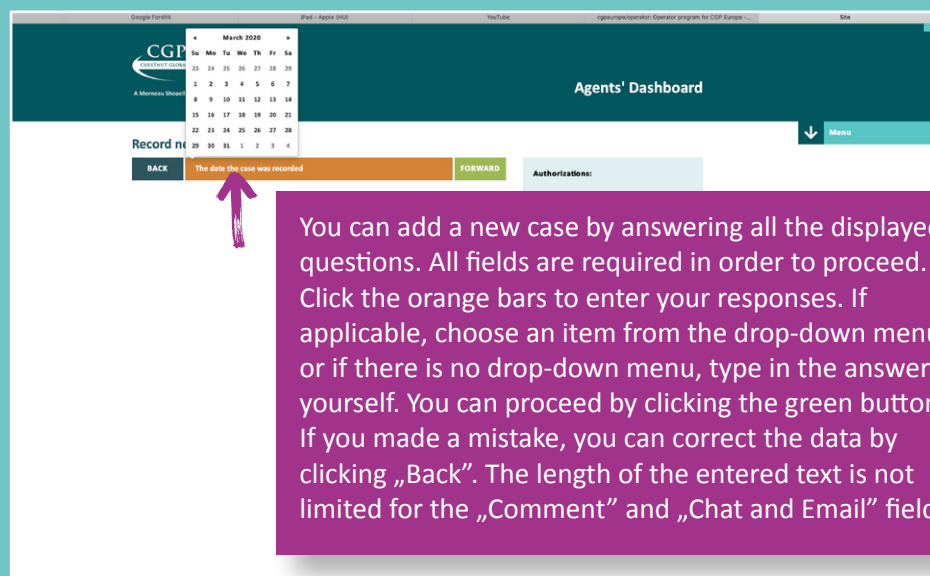 Google Fordító iPad – Apple (HU) YouTube cgpeurope/operator: Operator program for CGP Europe –... Site
« March 2020 »
Su Mo Tu We Th Fr Sa
23 24 25 26 27 28 29
1 2 3 4 5 6 7
8 9 10 11 12 13 14
15 16 17 18 19 20 21
22 23 24 25 26 27 28
29 30 31 1 2 3 4
CGP
CHESTNUT
A Morneau
Agents' Dashboard
Menu
Record
BACK The date the case was recorded FORWARD
Authorizations:
You can add a new case by answering all the displayed
questions. All fields are required in order to proceed.
Click the orange bars to enter your responses. If
applicable, choose an item from the drop-down menu
or if there is no drop-down menu, type in the answer
yourself. You can proceed by clicking the green button
If you made a mistake, you can correct the data by
clicking „Back”. The length of the entered text is not
limited for the „Comment” and „Chat and Email” field